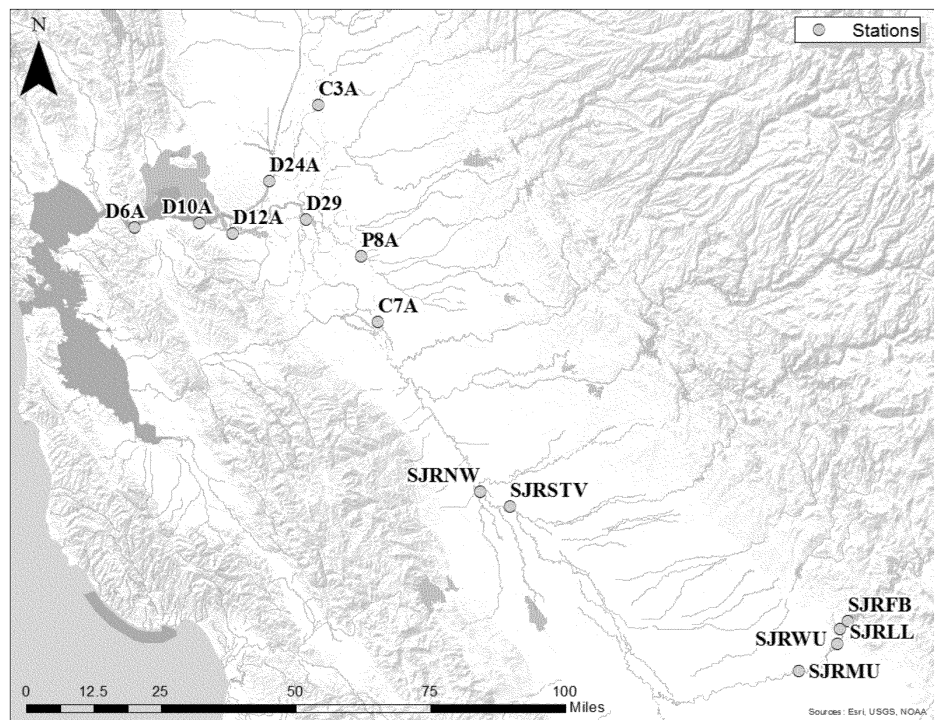 N
Stations
C3A
D24A
D6A
D10A
D12A
D29
P8A
C7A
SJRNW
SJRSTV
SJRFB
SJRWU
SJRLL
SJRMU
0 12.5 25 50 75 100
Miles
Sources: Esri, USGS, NOAA